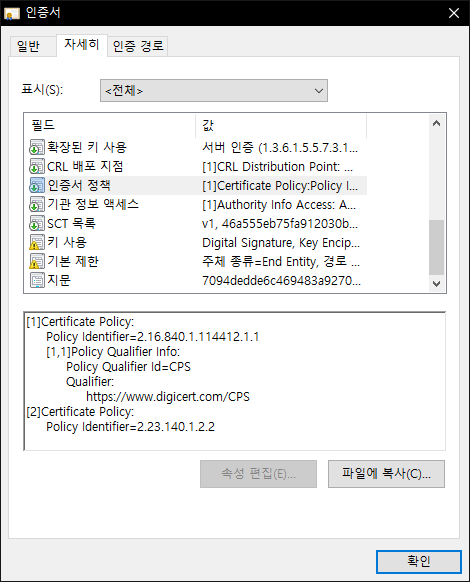 인증서
일반
자세히
인증 경로
표시(S):
<전체>
필드 값
확장된 키 사용 서버 인증 (1.3.6.1.5.5.7.3.1...
CRL 배포 지점 [1]CRL Distribution Point: ...
인증서 정책 [1]Certificate Policy:Policy I...
기관 정보 액세스 [1]Authority Info Access: A...
SCT 목록 v1, 46a555eb75fa912030b...
키 사용 Digital Signature, Key Encip...
기본 제한 주체 종류=End Entity, 경로 ...
지문 7094dedde6c469483a9270...
[1]Certificate Policy:
Policy Identifier=2.16.840.1.114412.1.1
[1,1]Policy Qualifier Info:
Policy Qualifier Id=CPS
Qualifier:
https://www.digicert.com/CPS
[2]Certificate Policy:
Policy Identifier=2.23.140.1.2.2
속성 편집(E)...
파일에 복사(C)...
확인